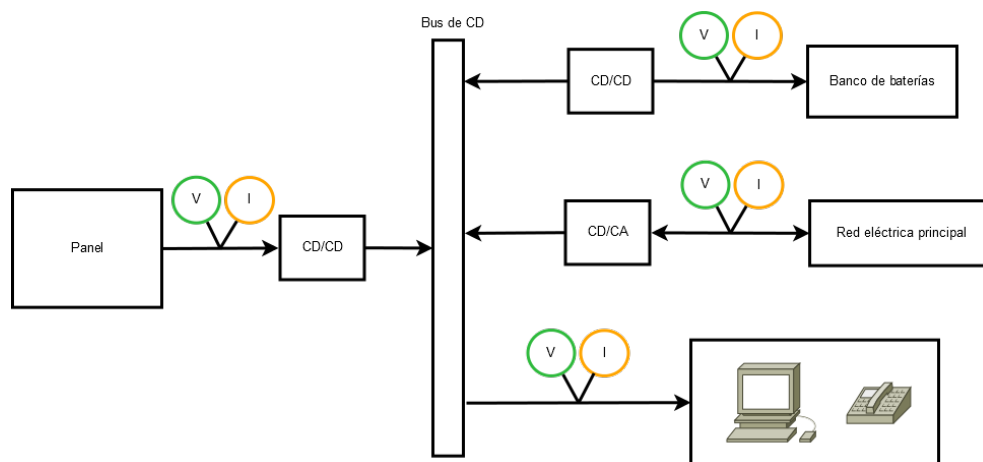 Bus de CD
V
I
CD/CD
Banco de baterías
V
I
Panel
CD/CD
V
I
CD/CA
Red eléctrica principal
V
I